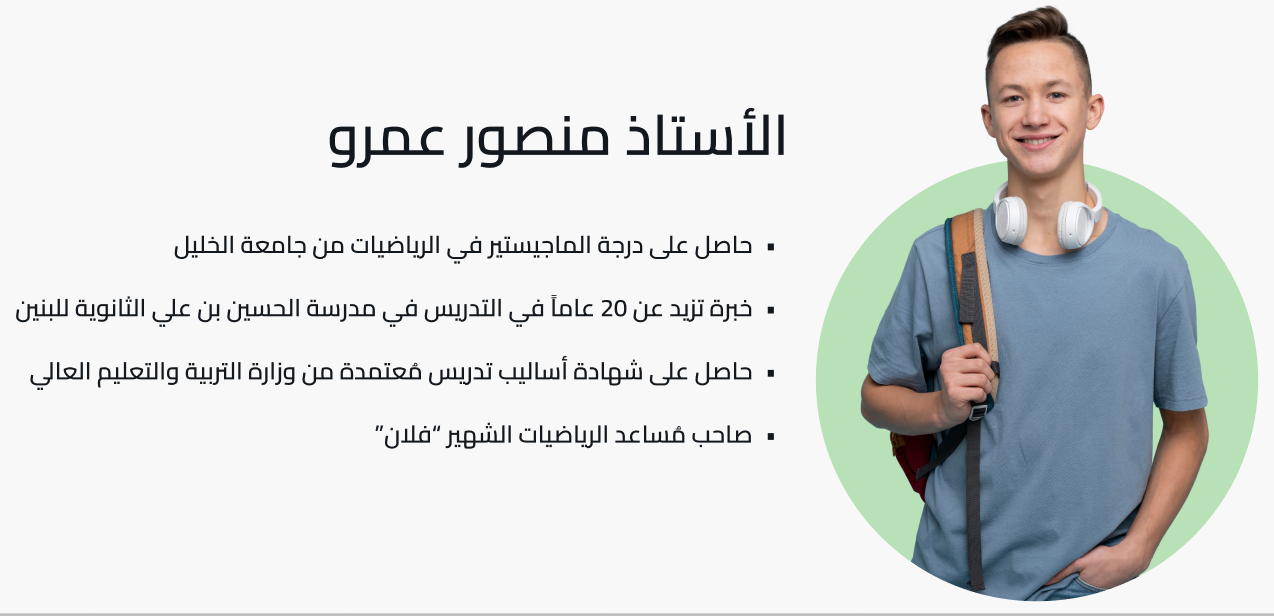 الأستاذ منصور عمرو
▪ حاصل على درجة الماجيستير في الرياضيات من جامعة الخليل
▪ خبرة تزيد عن 20 عاماً في التدريس في مدرسة الحسين بن علي الثانوية للبنين
▪ حاصل على شهادة أساليب تدريس مُعتمدة من وزارة التربية والتعليم العالي
▪ صاحب مُساعد الرياضيات الشهير “فلان”